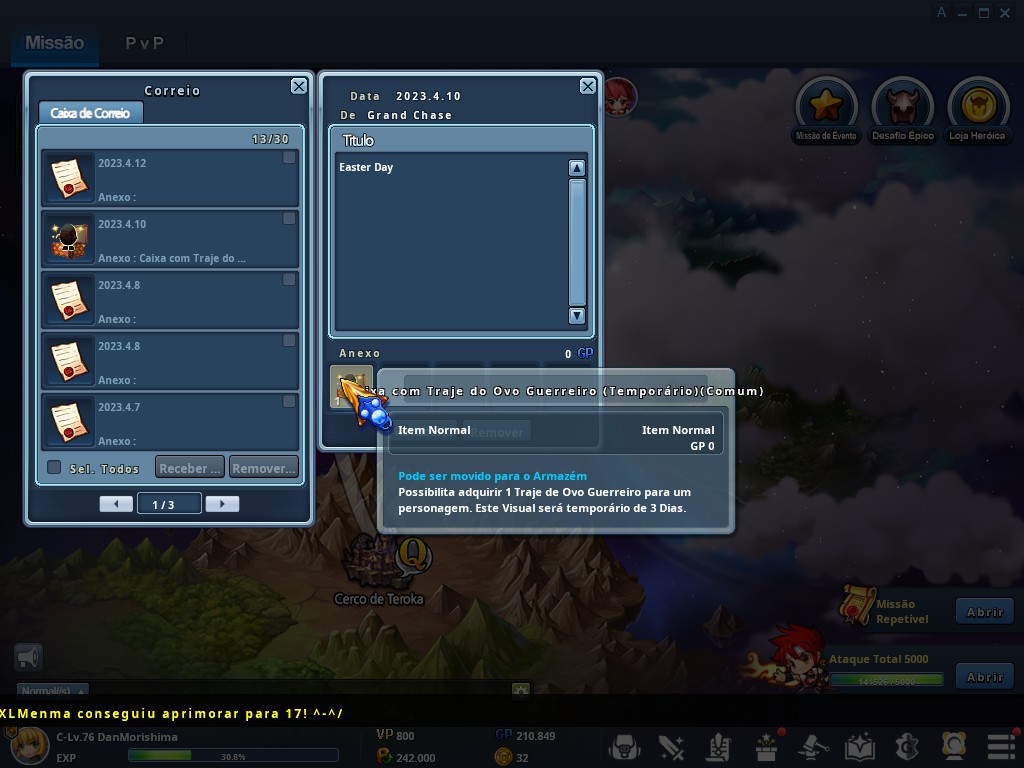 A
Missão
PvP
Correio
Caixa de Correio
13/30
2023.4.12
Anexo :
2023.4.10
Anexo : Caixa com Traje do ...
2023.4.8
Anexo :
2023.4.8
Anexo :
2023.4.7
Anexo :
Sel. Todos
Receber ...
Remover...
1 / 3
Data 2023.4.10
De Grand Chase
Título
Easter Day
Anexo
0 GP
1
com Traje do Ovo Guerreiro (Temporário)(Comum)
Item Normal
Item Normal
GP 0
Remover
Pode ser movido para o Armazém
Possibilita adquirir 1 Traje de Ovo Guerreiro para um
personagem. Este Visual será temporário de 3 Dias.
Missão de Evento
Desafio Épico
Loja Heróica
Q
Cerco de Teroka
Missão
Repetivel
Abrir
Ataque Total 5000
141526 / 5000
Abrir
Normal(/s)
XLMenma conseguiu aprimorar para 17! ^-^/
C-Lv.76 DanMorishima
EXP
30.8%
VP 800
GP 210.849
242.000
32